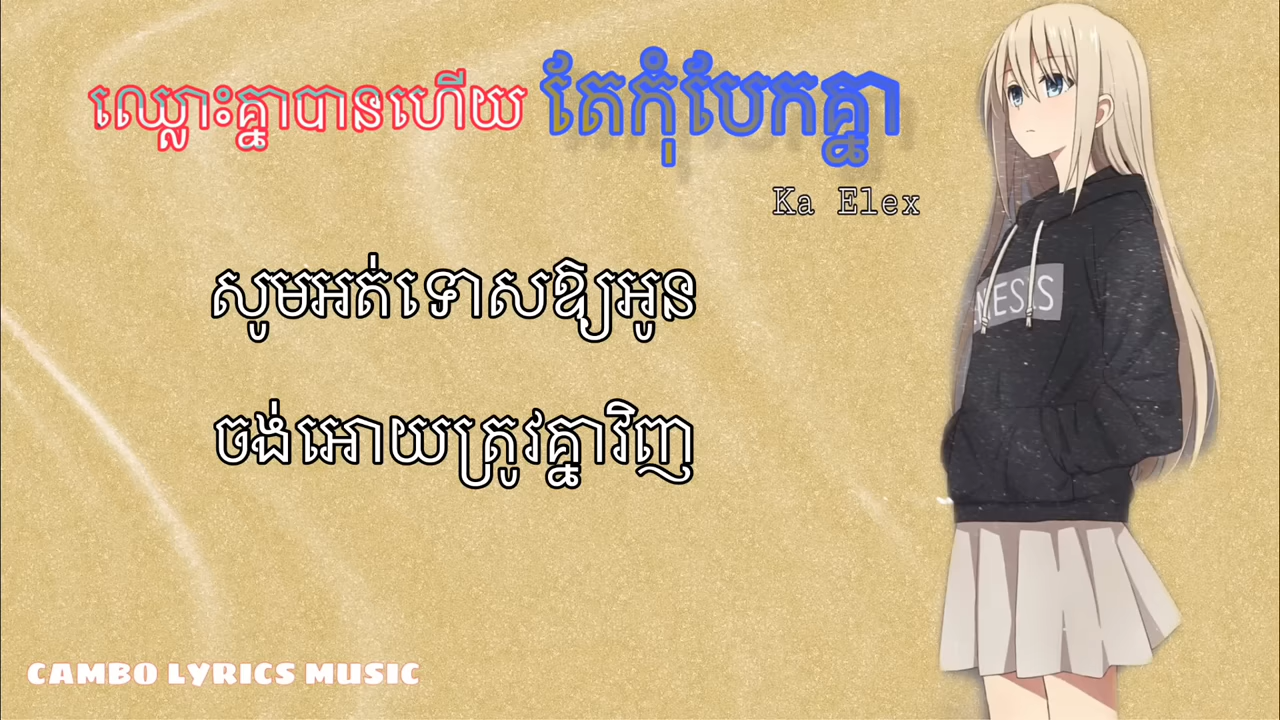 ឈ្លោះគ្នាបានហើយ តែកុំបែកគ្នា
Ka Elex
សូមអត់ទោសឱ្យអូន
ចង់អោយត្រូវគ្នាវិញ
CAMBO LYRICS MUSIC